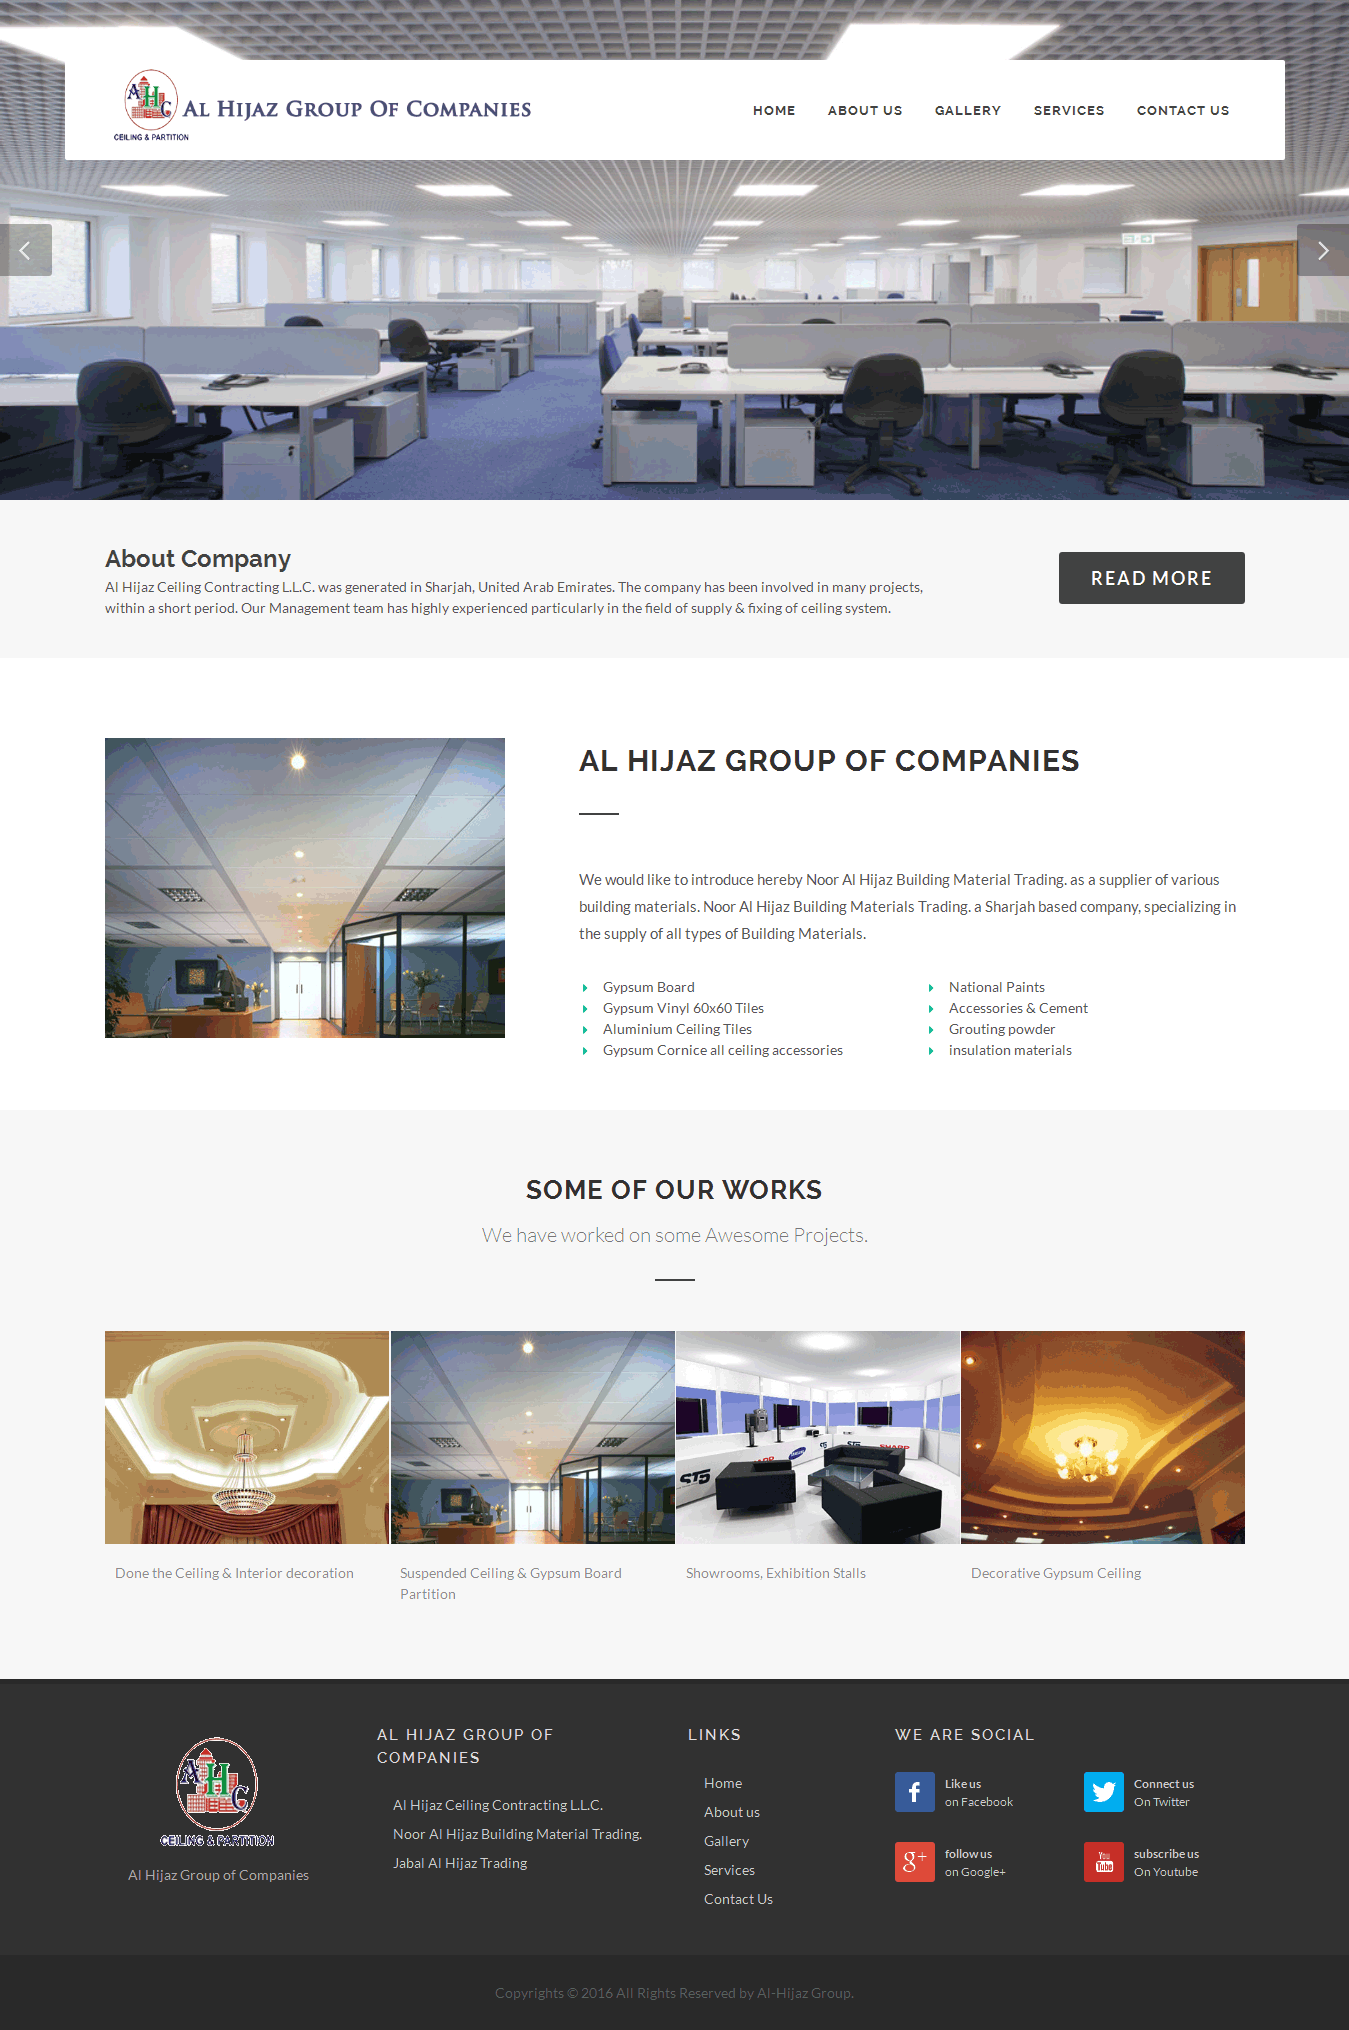 AHC
CEILING & PARTITION
AL HIJAZ GROUP OF COMPANIES
HOME
ABOUT US
GALLERY
SERVICES
CONTACT US
About Company
Al Hijaz Ceiling Contracting L.L.C. was generated in Sharjah, United Arab Emirates. The company has been involved in many projects,
within a short period. Our Management team has highly experienced particularly in the field of supply & fixing of ceiling system.
READ MORE
AL HIJAZ GROUP OF COMPANIES
We would like to introduce hereby Noor Al Hijaz Building Material Trading. as a supplier of various
building materials. Noor Al Hijaz Building Materials Trading. a Sharjah based company, specializing in
the supply of all types of Building Materials.
Gypsum Board
Gypsum Vinyl 60x60 Tiles
Aluminium Ceiling Tiles
Gypsum Cornice all ceiling accessories
National Paints
Accessories & Cement
Grouting powder
insulation materials
SOME OF OUR WORKS
We have worked on some Awesome Projects.
STS
SHARP
SAMSUNG
STS
SHARP
Done the Ceiling & Interior decoration
Suspended Ceiling & Gypsum Board
Partition
Showrooms, Exhibition Stalls
Decorative Gypsum Ceiling
AHC
CEILING & PARTITION
Al Hijaz Group of Companies
AL HIJAZ GROUP OF
COMPANIES
Al Hijaz Ceiling Contracting L.L.C.
Noor Al Hijaz Building Material Trading.
Jabal Al Hijaz Trading
LINKS
Home
About us
Gallery
Services
Contact Us
WE ARE SOCIAL
Like us
on Facebook
Connect us
On Twitter
follow us
on Google+
You
Tube
subscribe us
On Youtube
Copyrights © 2016 All Rights Reserved by Al-Hijaz Group.